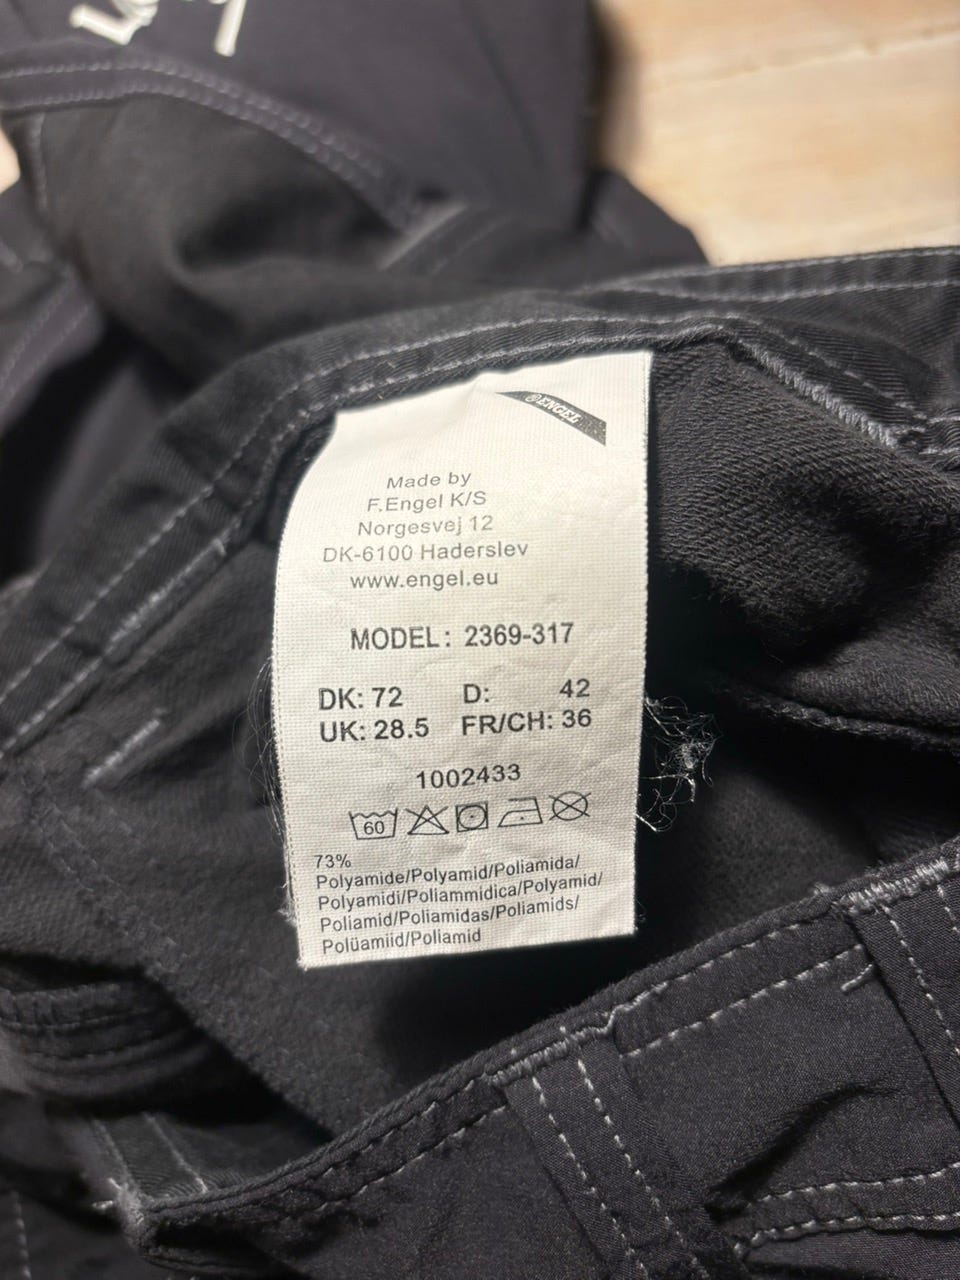 ENGEL
Made by
F.Engel K/S
Norgesvej 12
DK-6100 Haderslev
www.engel.eu
MODEL: 2369-317
DK: 72 D: 42
UK: 28.5 FR/CH: 36
1002433
60
73%
Polyamide/Polyamid/Poliamida/
Polyamidi/Poliammidica/Polyamid/
Poliamid/Poliamidas/Poliamids/
Polüamiid/Poliamid